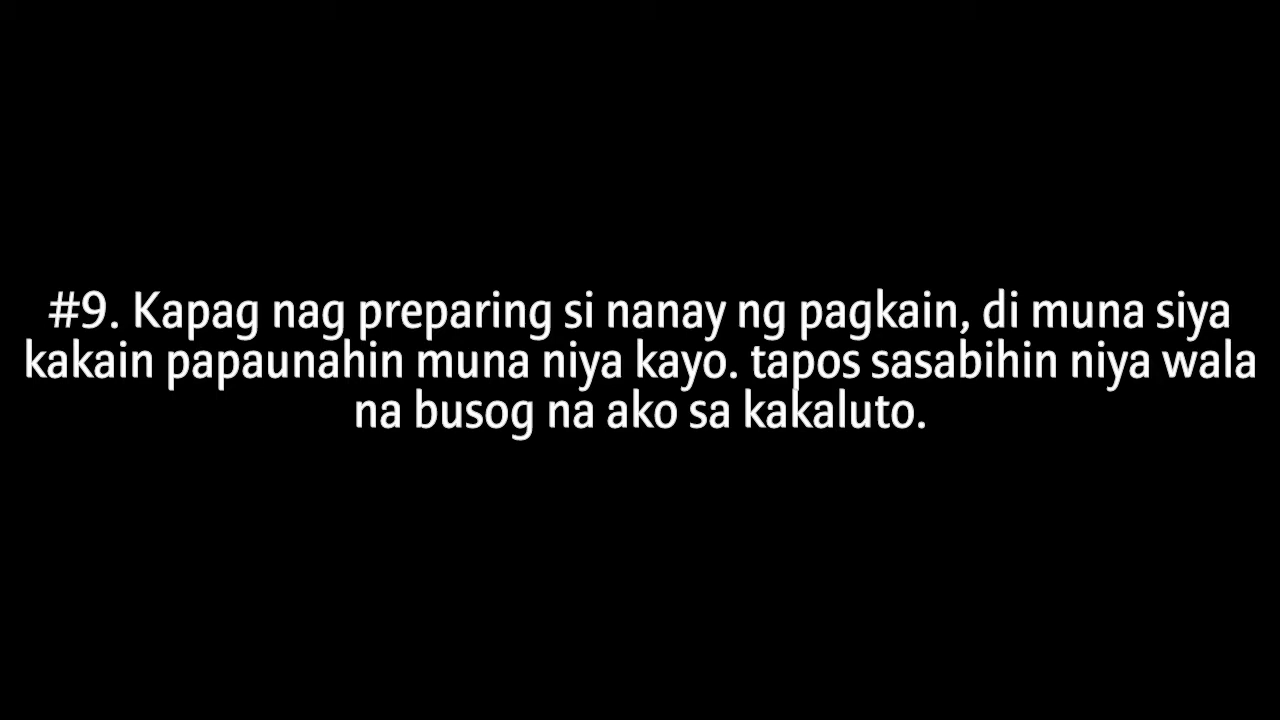 #9. Kapag nag preparing si nanay ng pagkain, di muna siya
kakain papaunahin muna niya kayo. tapos sasabihin niya wala
na busog na ako sa kakaluto.